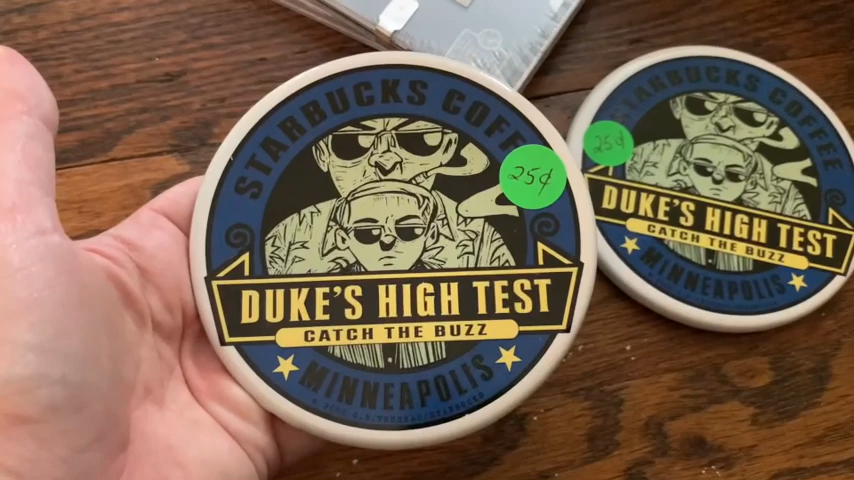 STARBUCKS COFFEE
25¢
DUKE'S HIGH TEST
CATCH THE BUZZ
MINNEAPOLIS
STARBUCKS COFFEE
25¢
DUKE'S HIGH TEST
CATCH THE BUZZ
MINNEAPOLIS